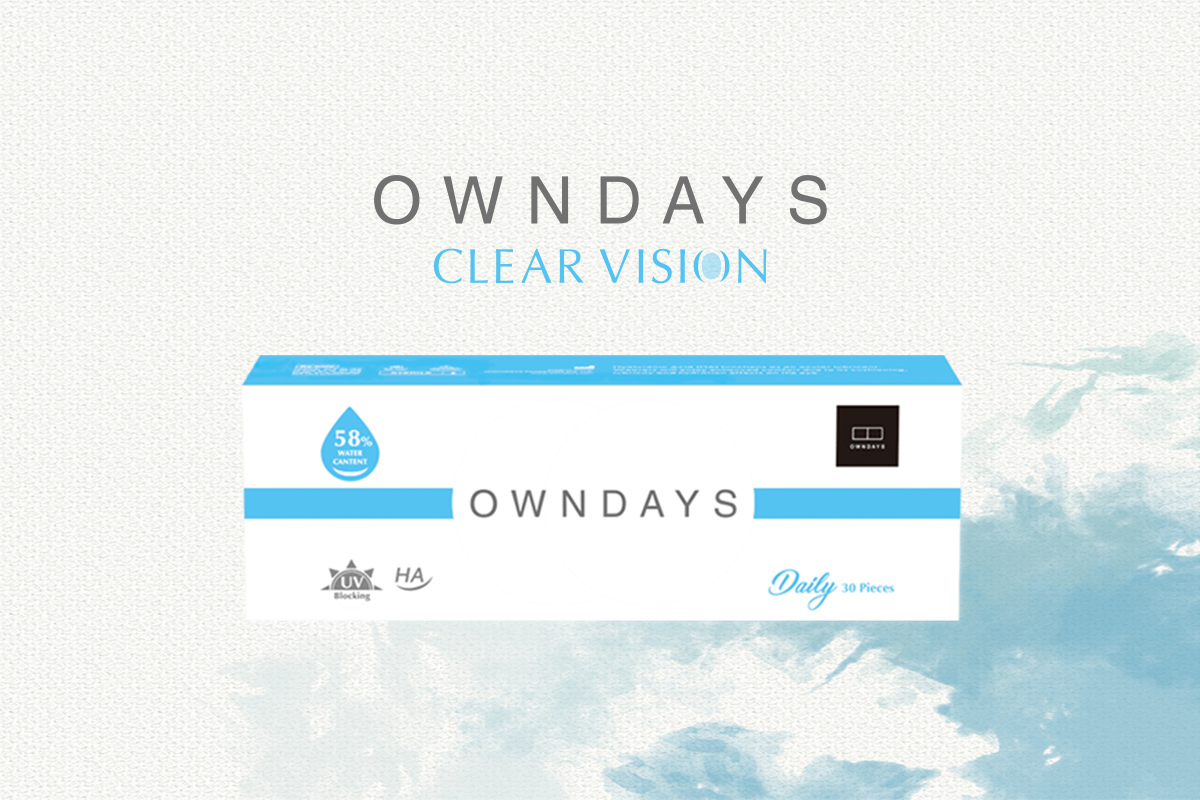 OWNDAYS
CLEAR VISION
58%
WATER
CANTENT
OWNDAYS
OWNDAYS
UV
Blocking
HA
Daily 30 Pieces